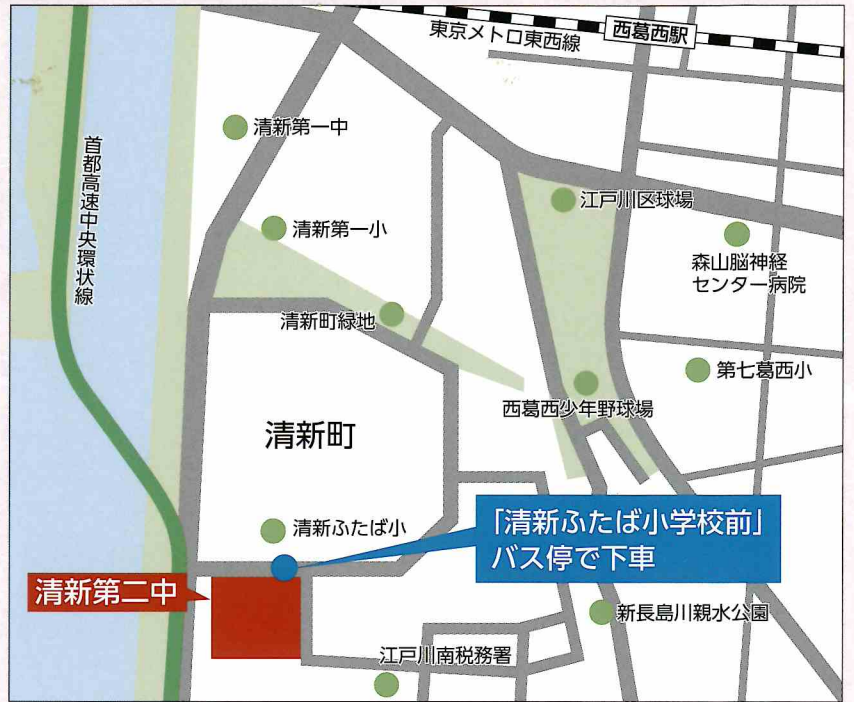 東京メトロ東西線
西葛西駅
清新第一中
首都高速中央環状線
江戸川区球場
清新第一小
森山脳神経
センター病院
清新町緑地
第七葛西小
西葛西少年野球場
清新町
清新ふたば小
「清新ふたば小学校前」
バス停で下車
清新第二中
新長島川親水公園
江戸川南税務署